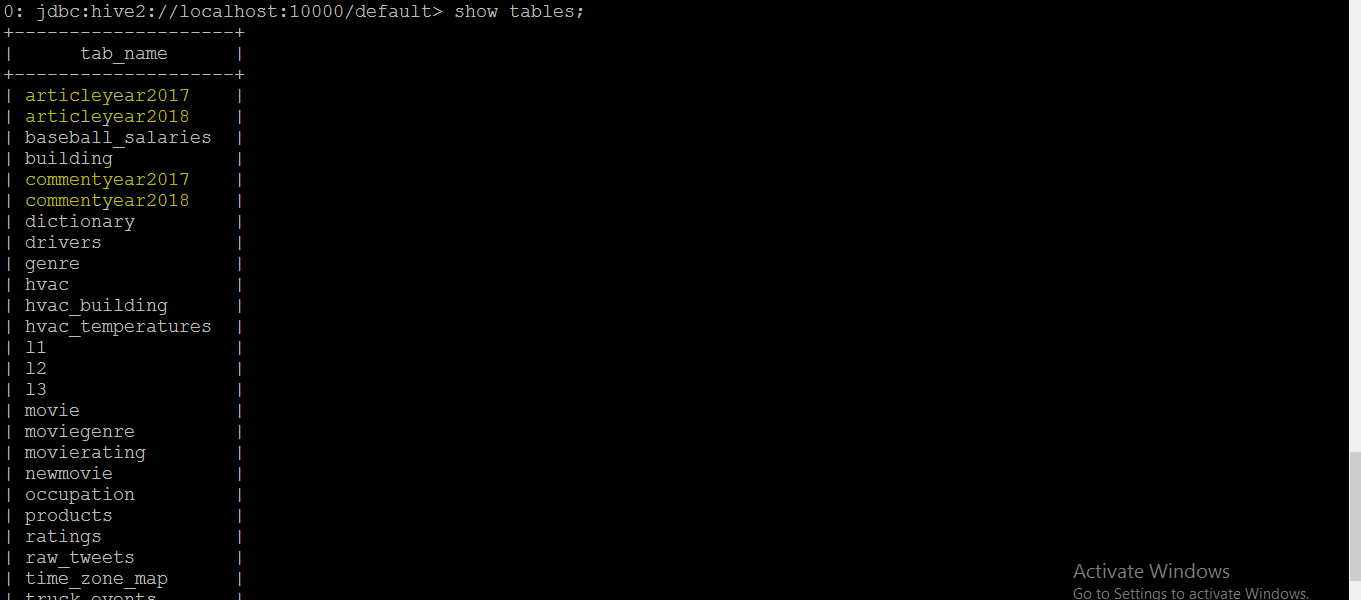 0: jdbc:hive2://localhost:10000/default> show tables;
+--------------------+
| tab_name |
+--------------------+
| articleyear2017 |
| articleyear2018 |
| baseball_salaries |
| building |
| commentyear2017 |
| commentyear2018 |
| dictionary |
| drivers |
| genre |
| hvac |
| hvac_building |
| hvac_temperatures |
| l1 |
| l2 |
| l3 |
| movie |
| moviegenre |
| movierating |
| newmovie |
| occupation |
| products |
| ratings |
| raw_tweets |
| time_zone_map |
| truck_events |
Activate Windows
Go to Settings to activate Windows.